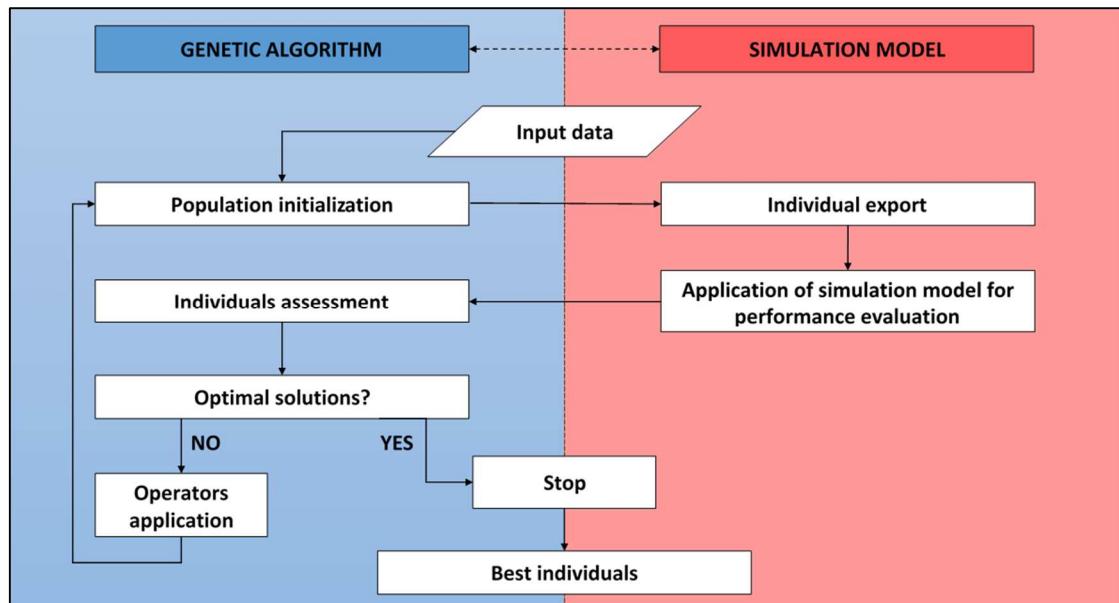 GENETIC ALGORITHM
SIMULATION MODEL
Input data
Population initialization
Individual export
Individuals assessment
Application of simulation model for
performance evaluation
Optimal solutions?
NO
YES
Operators
application
Stop
Best individuals